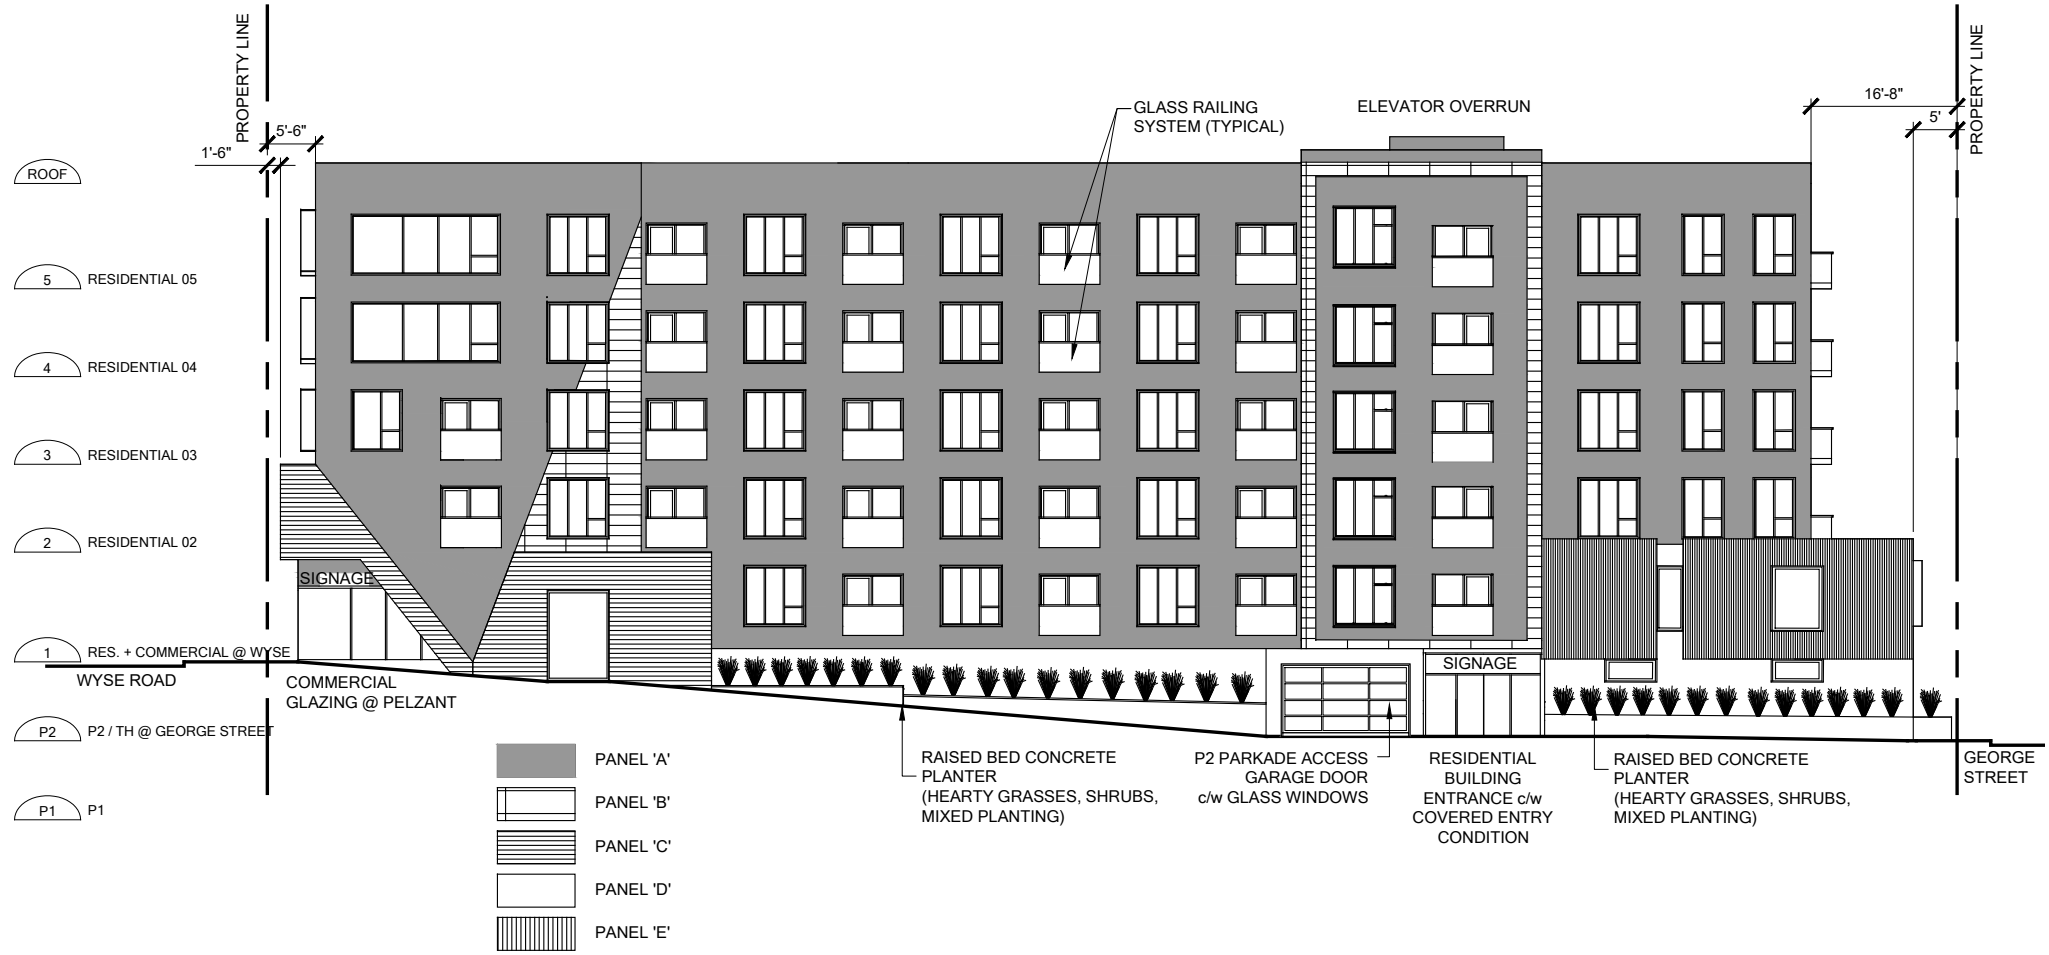 PROPERTY LINE
5'-6"
1'-6"
GLASS RAILING
SYSTEM (TYPICAL)
ELEVATOR OVERRUN
16'-8"
5'
PROPERTY LINE
ROOF
5 RESIDENTIAL 05
4 RESIDENTIAL 04
3 RESIDENTIAL 03
2 RESIDENTIAL 02
SIGNAGE
1 RES. + COMMERCIAL @ WYSE
WYSE ROAD
COMMERCIAL
GLAZING @ PELZANT
SIGNAGE
P2 P2 / TH @ GEORGE STREET
P1 P1
PANEL 'A'
PANEL 'B'
PANEL 'C'
PANEL 'D'
PANEL 'E'
RAISED BED CONCRETE
PLANTER
(HEARTY GRASSES, SHRUBS,
MIXED PLANTING)
P2 PARKADE ACCESS
GARAGE DOOR
c/w GLASS WINDOWS
RESIDENTIAL
BUILDING
ENTRANCE c/w
COVERED ENTRY
CONDITION
RAISED BED CONCRETE
PLANTER
(HEARTY GRASSES, SHRUBS,
MIXED PLANTING)
GEORGE
STREET